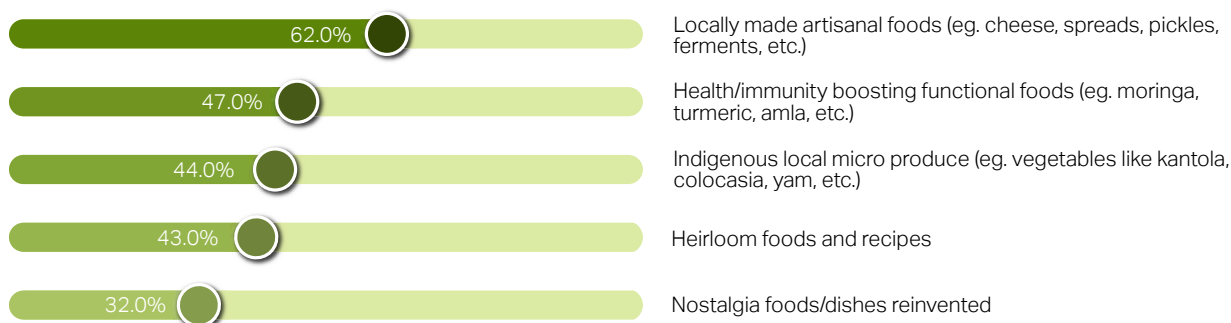 62.0%
Locally made artisanal foods (eg. cheese, spreads, pickles,
ferments, etc.)
47.0%
Health/immunity boosting functional foods (eg. moringa,
turmeric, amla, etc.)
44.0%
Indigenous local micro produce (eg. vegetables like kantola,
colocasia, yam, etc.)
43.0%
Heirloom foods and recipes
32.0%
Nostalgia foods/dishes reinvented